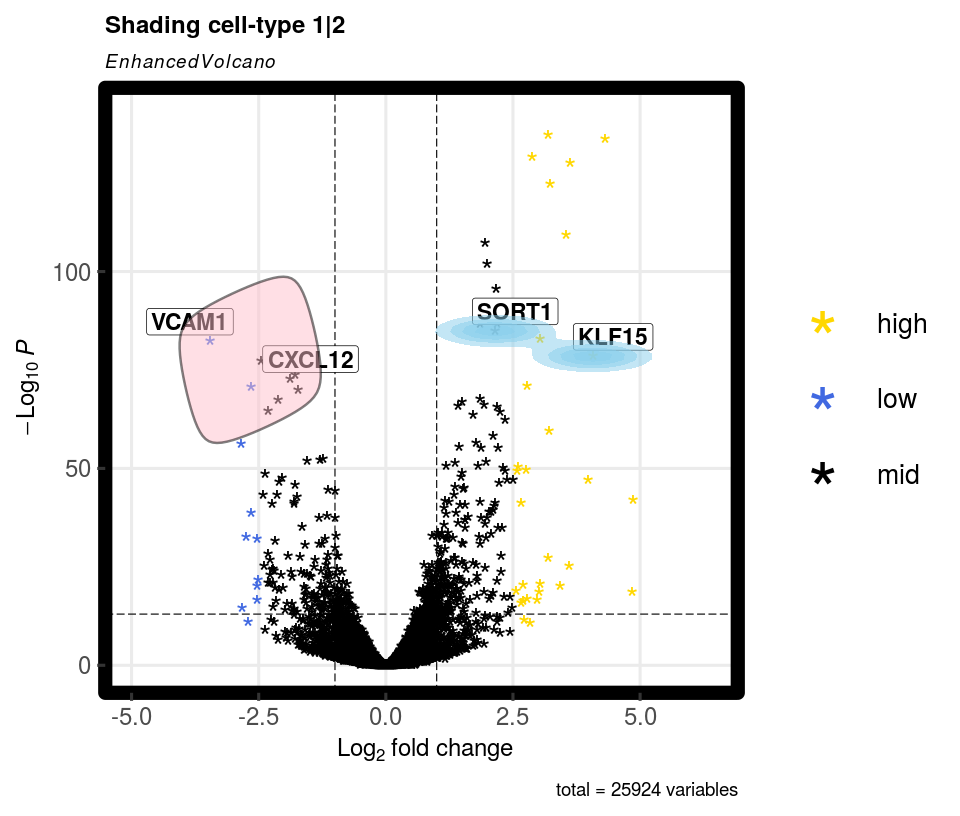 Shading cell-type 1|2
EnhancedVolcano
VCAM1
CXCL12
SORT1
KLF15
100
50
0
−Log10 P
-5.0 -2.5 0.0 2.5 5.0
Log2 fold change
high
low
mid
total = 25924 variables